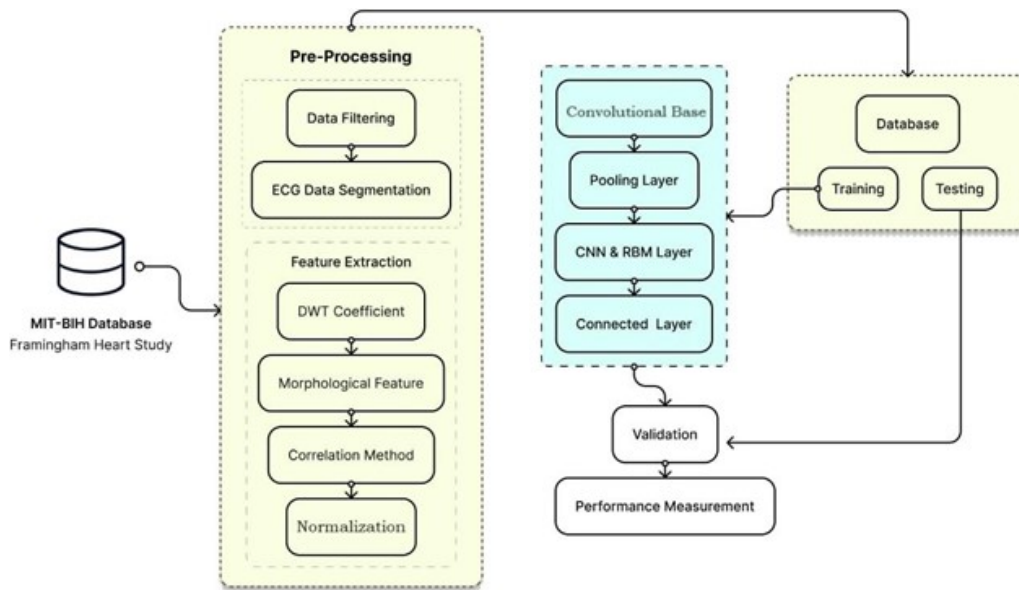 Pre-Processing
Data Filtering
ECG Data Segmentation
Feature Extraction
DWT Coefficient
Morphological Feature
Correlation Method
Normalization
MIT-BIH Database
Framingham Heart Study
Convolutional Base
Pooling Layer
CNN & RBM Layer
Connected Layer
Database
Training
Testing
Validation
Performance Measurement